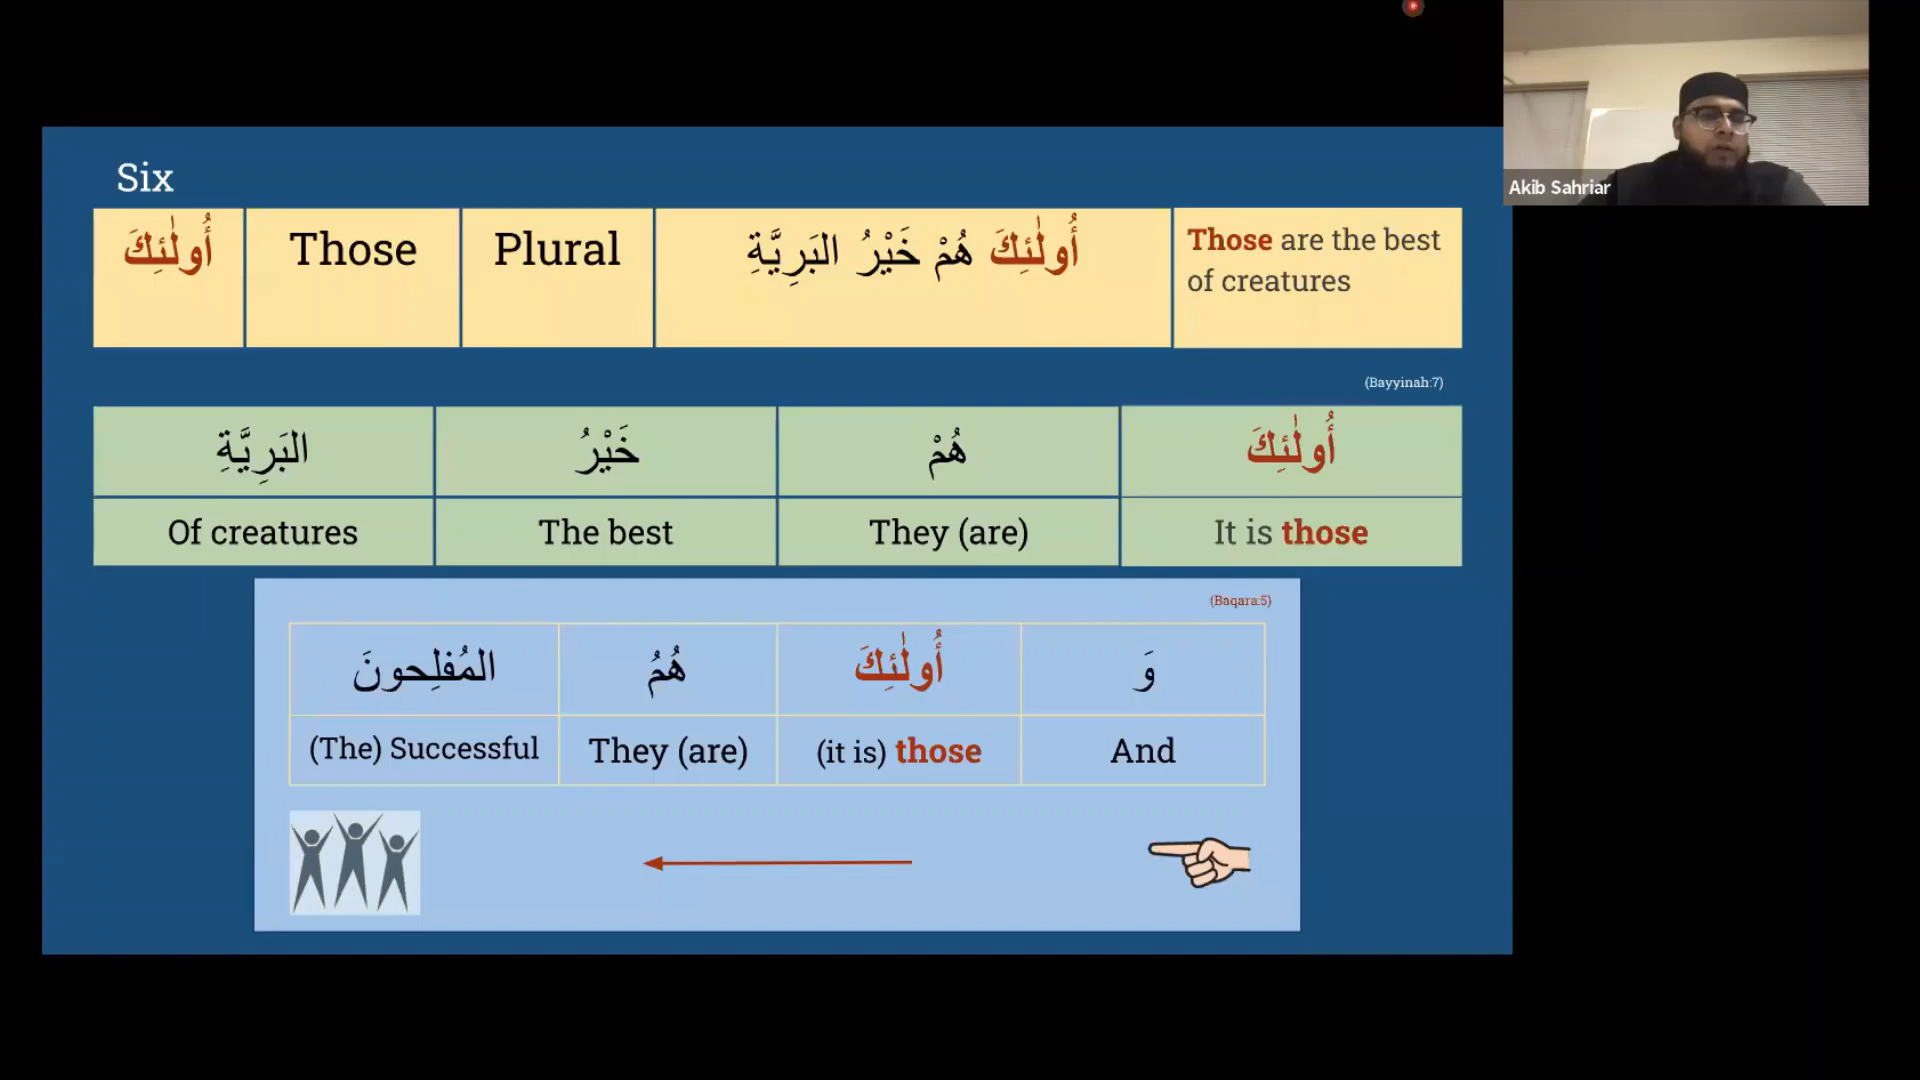 Akib Sahriar
Six
أُولَٰئِكَ
Those
Plural
أُولَٰئِكَ هُمْ خَيْرُ البَرِيَّةِ
Those are the best
of creatures
(Bayyinah:7)
البَرِيَّةِ
خَيْرُ
هُمْ
أُولَٰئِكَ
Of creatures
The best
They (are)
It is those
(Baqara:5)
المُفلِحونَ
هُمُ
أُولَٰئِكَ
وَ
(The) Successful
They (are)
(it is) those
And